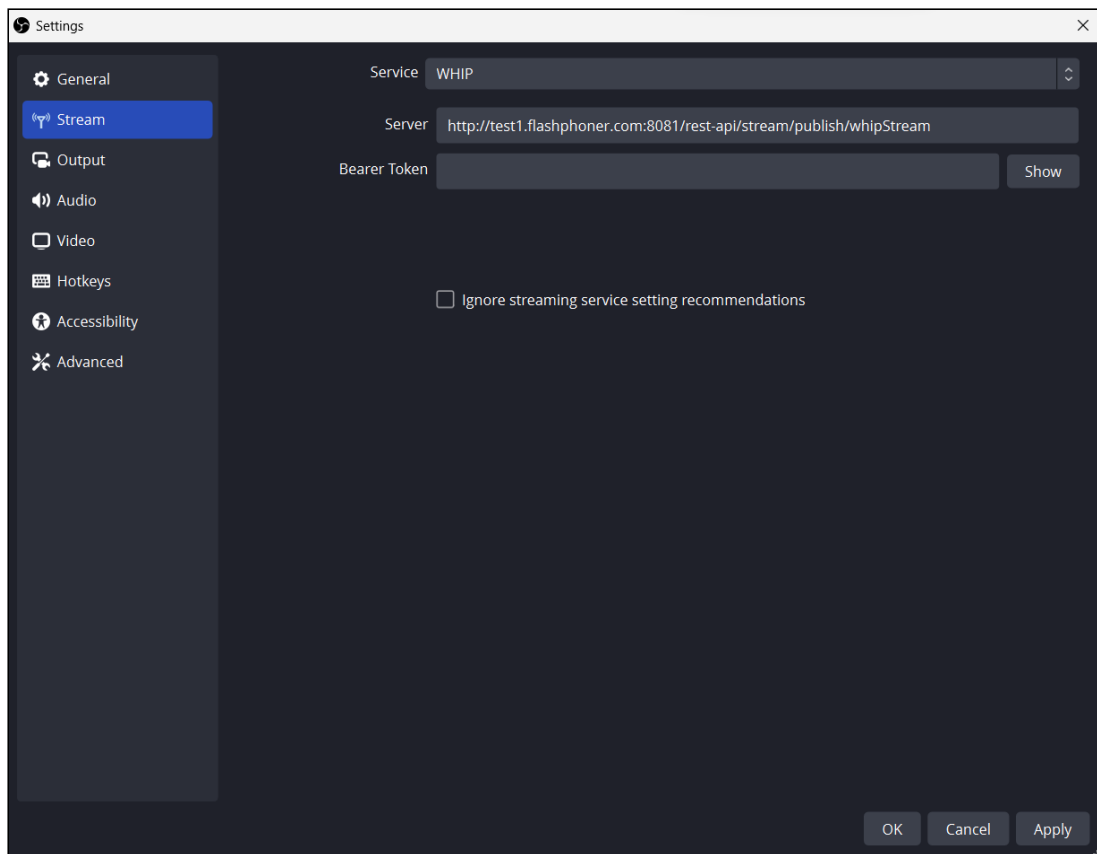 Settings
General
Stream
Output
Audio
Video
Hotkeys
Accessibility
Advanced
Service WHIP
Server http://test1.flashphoner.com:8081/rest-api/stream/publish/whipStream
Bearer Token Show
Ignore streaming service setting recommendations
OK Cancel Apply